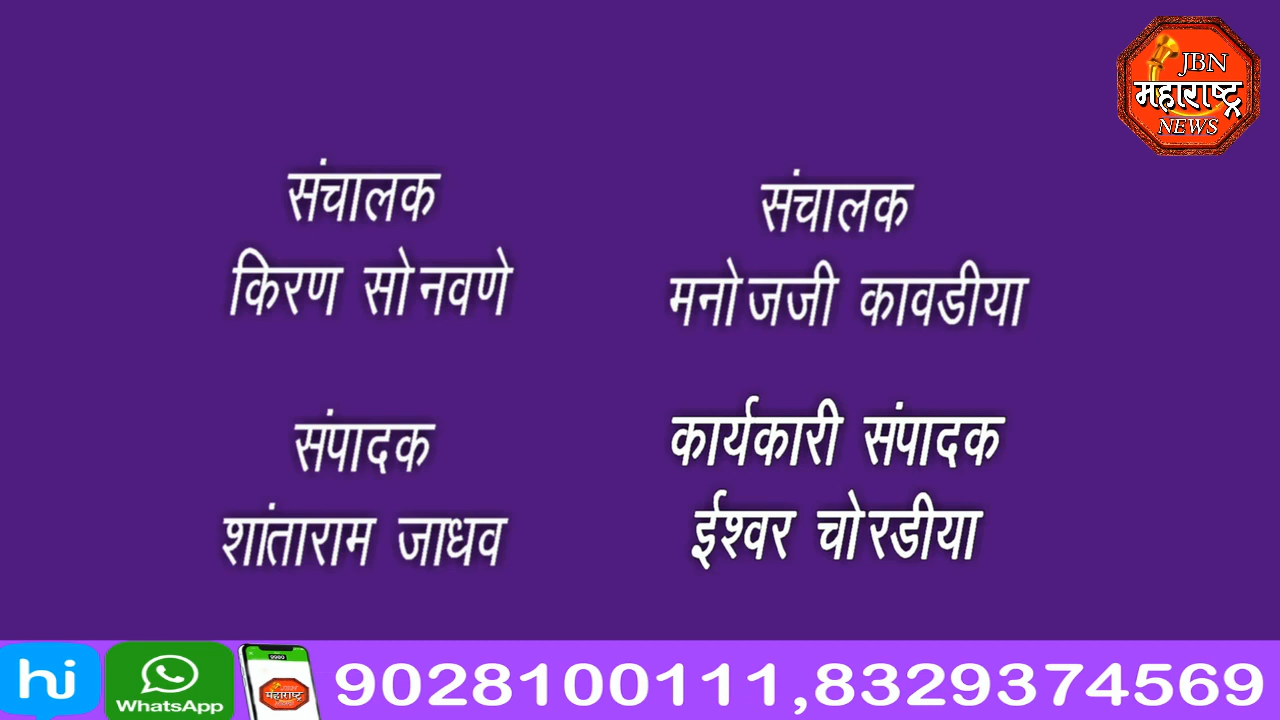 JBN
महाराष्ट्र
NEWS
संचालक
किरण सोनवणे
संचालक
मनोजजी कावडीया
संपादक
शांताराम जाधव
कार्यकारी संपादक
ईश्वर चोरडीया
hi
WhatsApp
महाराष्ट्र
9028100111,8329374569